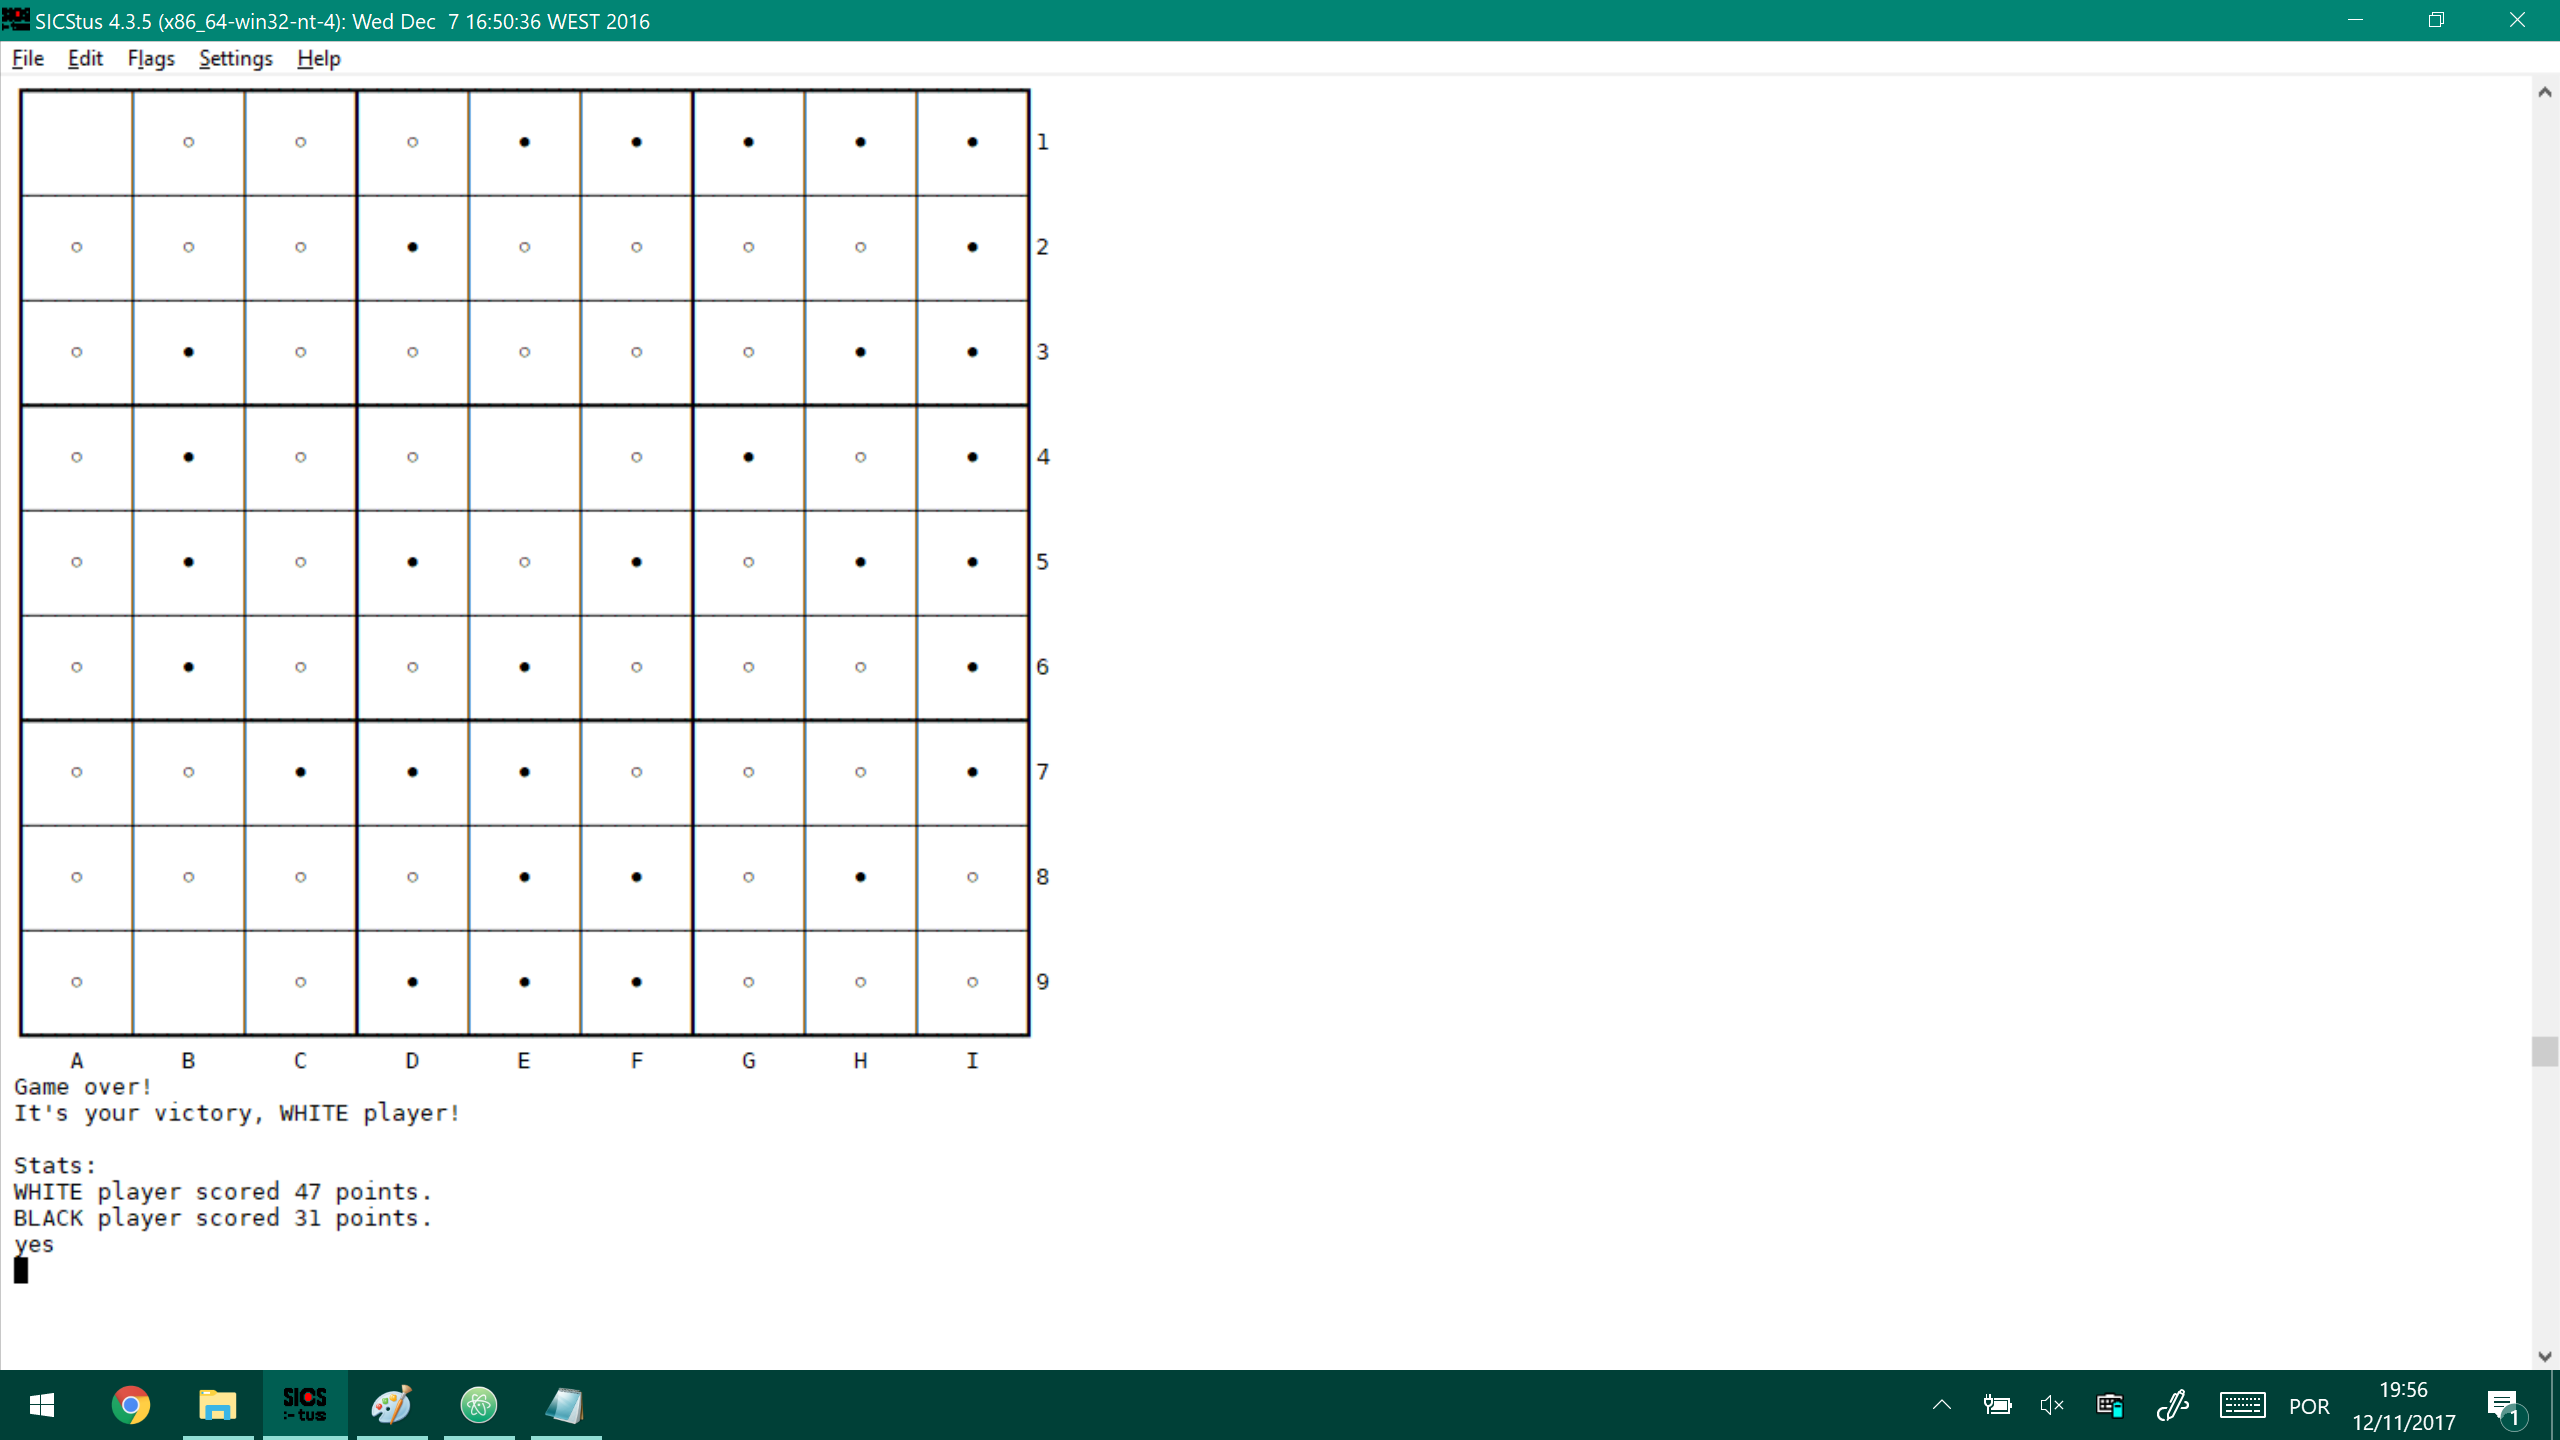 SICStus 4.3.5 (x86_64-win32-nt-4): Wed Dec  7 16:50:36 WEST 2016
File Edit Flags Settings Help
1
2
3
4
5
6
7
8
9
A B C D E F G H I
Game over!
It's your victory, WHITE player!
Stats:
WHITE player scored 47 points.
BLACK player scored 31 points.
yes
SICS
:- tus
POR
19:56
12/11/2017
1